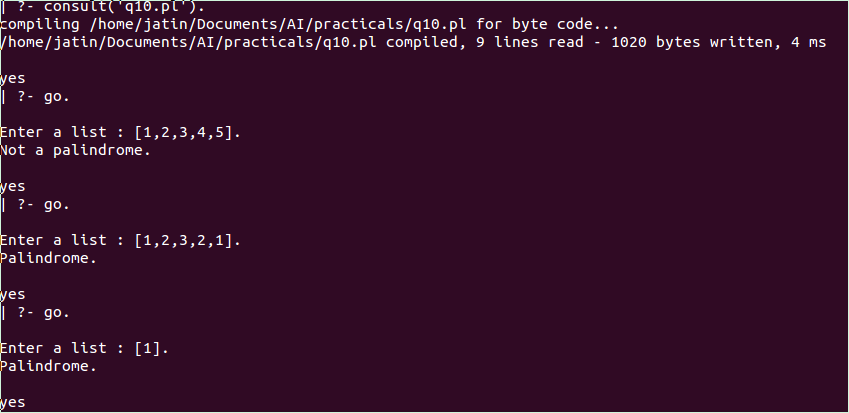 | ?- consult('q10.pl').
compiling /home/jatin/Documents/AI/practicals/q10.pl for byte code...
/home/jatin/Documents/AI/practicals/q10.pl compiled, 9 lines read - 1020 bytes written, 4 ms
yes
| ?- go.
Enter a list : [1,2,3,4,5].
Not a palindrome.
yes
| ?- go.
Enter a list : [1,2,3,2,1].
Palindrome.
yes
| ?- go.
Enter a list : [1].
Palindrome.
yes